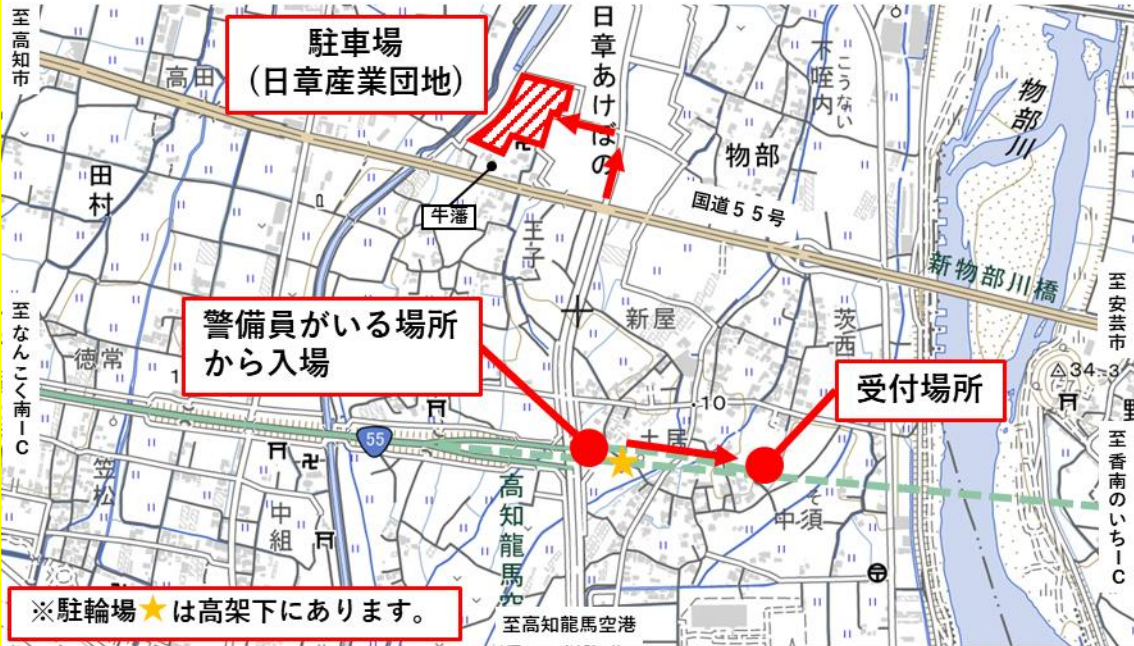 至高知市
駐車場
(日章産業団地)
日章あけぼの
高田
下咥内
こうない
物部川
物部
田村
牛瀋
王子
国道55号
新物部川橋
至安芸市
至なんこく南IC
警備員がいる場所
から入場
新屋
茨西
徳常
34.3
野
受付場所
.10
55
土居
至香南のいちIC
笠松
中組
高知龍馬空
そ
中須
※駐輪場★は高架下にあります。
至高知龍馬空港